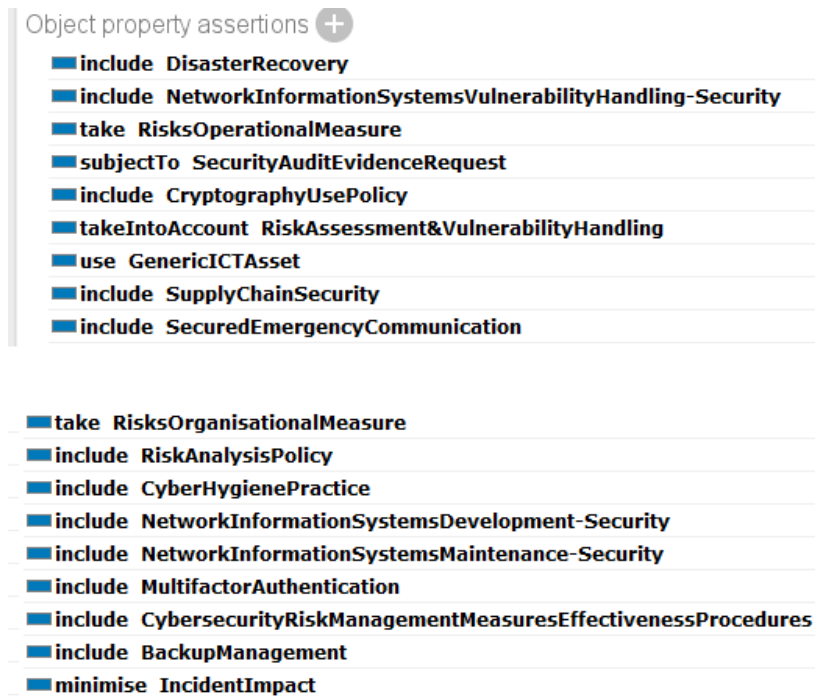 Object property assertions +
include DisasterRecovery
include NetworkInformationSystemsVulnerabilityHandling-Security
take RisksOperationalMeasure
subjectTo SecurityAuditEvidenceRequest
include CryptographyUsePolicy
takeIntoAccount RiskAssessment&VulnerabilityHandling
use GenericICTAsset
include SupplyChainSecurity
include SecuredEmergencyCommunication
take RisksOrganisationalMeasure
include RiskAnalysisPolicy
include CyberHygienePractice
include NetworkInformationSystemsDevelopment-Security
include NetworkInformationSystemsMaintenance-Security
include MultifactorAuthentication
include CybersecurityRiskManagementMeasuresEffectivenessProcedures
include BackupManagement
minimise IncidentImpact